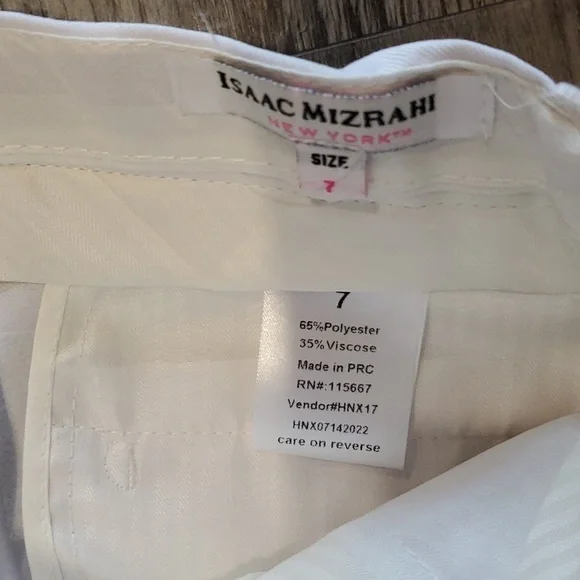 ISAAC MIZRAHI
NEW YORK™
SIZE
7
7
65%Polyester
35%Viscose
Made in PRC
RN#:115667
Vendor#HNX17
HNX07142022
care on reverse